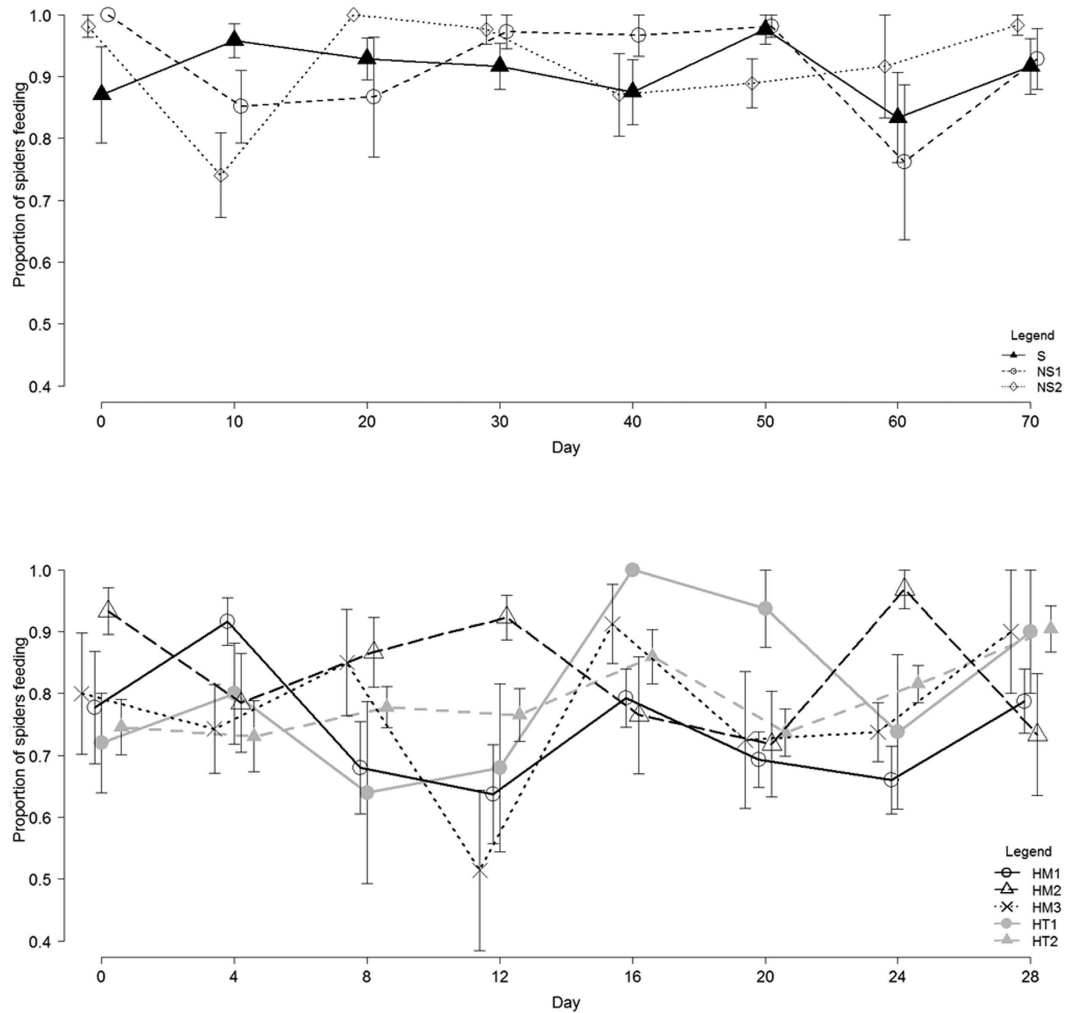 1.0
0.9
0.8
0.7
0.6
0.5
0.4
Proportion of spiders feeding
0 10 20 30 40 50 60 70
Day
Legend
S
NS1
NS2
1.0
0.9
0.8
0.7
0.6
0.5
0.4
Proportion of spiders feeding
0 4 8 12 16 20 24 28
Day
Legend
HM1
HM2
HM3
HT1
HT2